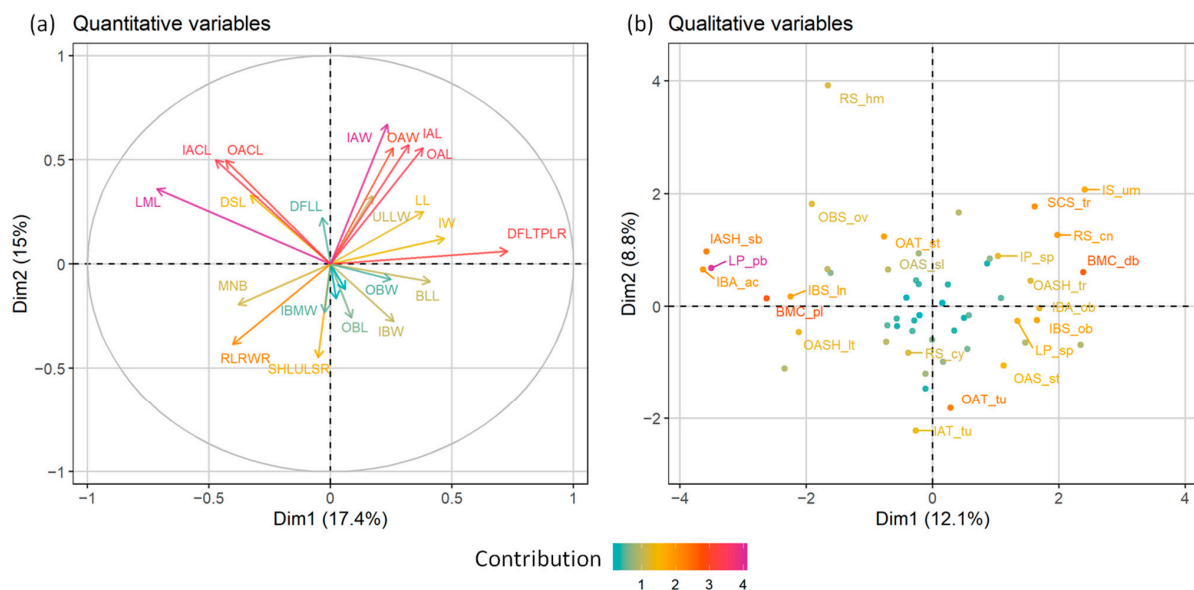 (a) Quantitative variables
1
0.5
0
−0.5
−1
−1
−0.5
0
0.5
1
Dim2 (15%)
Dim1 (17.4%)
IAW
OAW
IAL
OAL
IACL
OACL
LML
DSL
DFLL
ULLW
LL
IW
DFLTPLR
MNB
IBMW
OBW
BLL
OBL
IBW
RLRWR
SHLULSR
(b) Qualitative variables
4
2
0
−2
−4
−2
0
2
4
Dim2 (8.8%)
Dim1 (12.1%)
RS_hm
IS_um
OBS_ov
SCS_tr
RS_cn
IASH_sb
OAT_st
LP_pb
OAS_sl
IP_sp
BMC_db
IBA_ac
OASH_tr
IBS_ln
IBA_ob
BMC_pl
IBS_ob
OASH_lt
RS_cy
LP_sp
OAS_st
OAT_tu
IAT_tu
Contribution
1 2 3 4